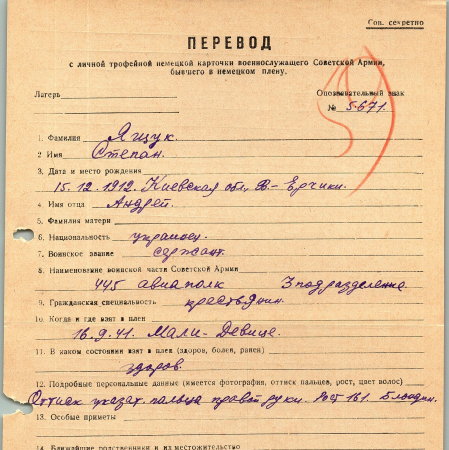 Сов. секретно
ПЕРЕВОД
с личной трофейной немецкой карточки военнослужащего Советской Армии,
бывшего в немецком плену.
Лагерь
Опознавательный знак
№ 5671.
1. Фамилия Ящук.
2 Имя Степан.
3. Дата и место рождения
15.12.1912. Киевская обл., В.-Ерчики.
4. Имя отца Андрей.
5. Фамилия матери
6. Национальность украинец.
7. Воинское звание сержант.
8. Наименование воинской части Советской Армии
445 авиаполк 3 подразделение
9. Гражданская специальность крестьянин.
10. Когда и где взят в плен
16.9.41. Мали-Девице.
11. В каком состоянии взят в плен (здоров, болен, ранен)
здоров.
12. Подробные персональные данные (имеется фотография, оттиск пальцев, рост, цвет волос)
Оттиск указат. пальца правой руки. Рост 161. Блондин.
13. Особые приметы
14. Ближайшие родственники и их местожительство